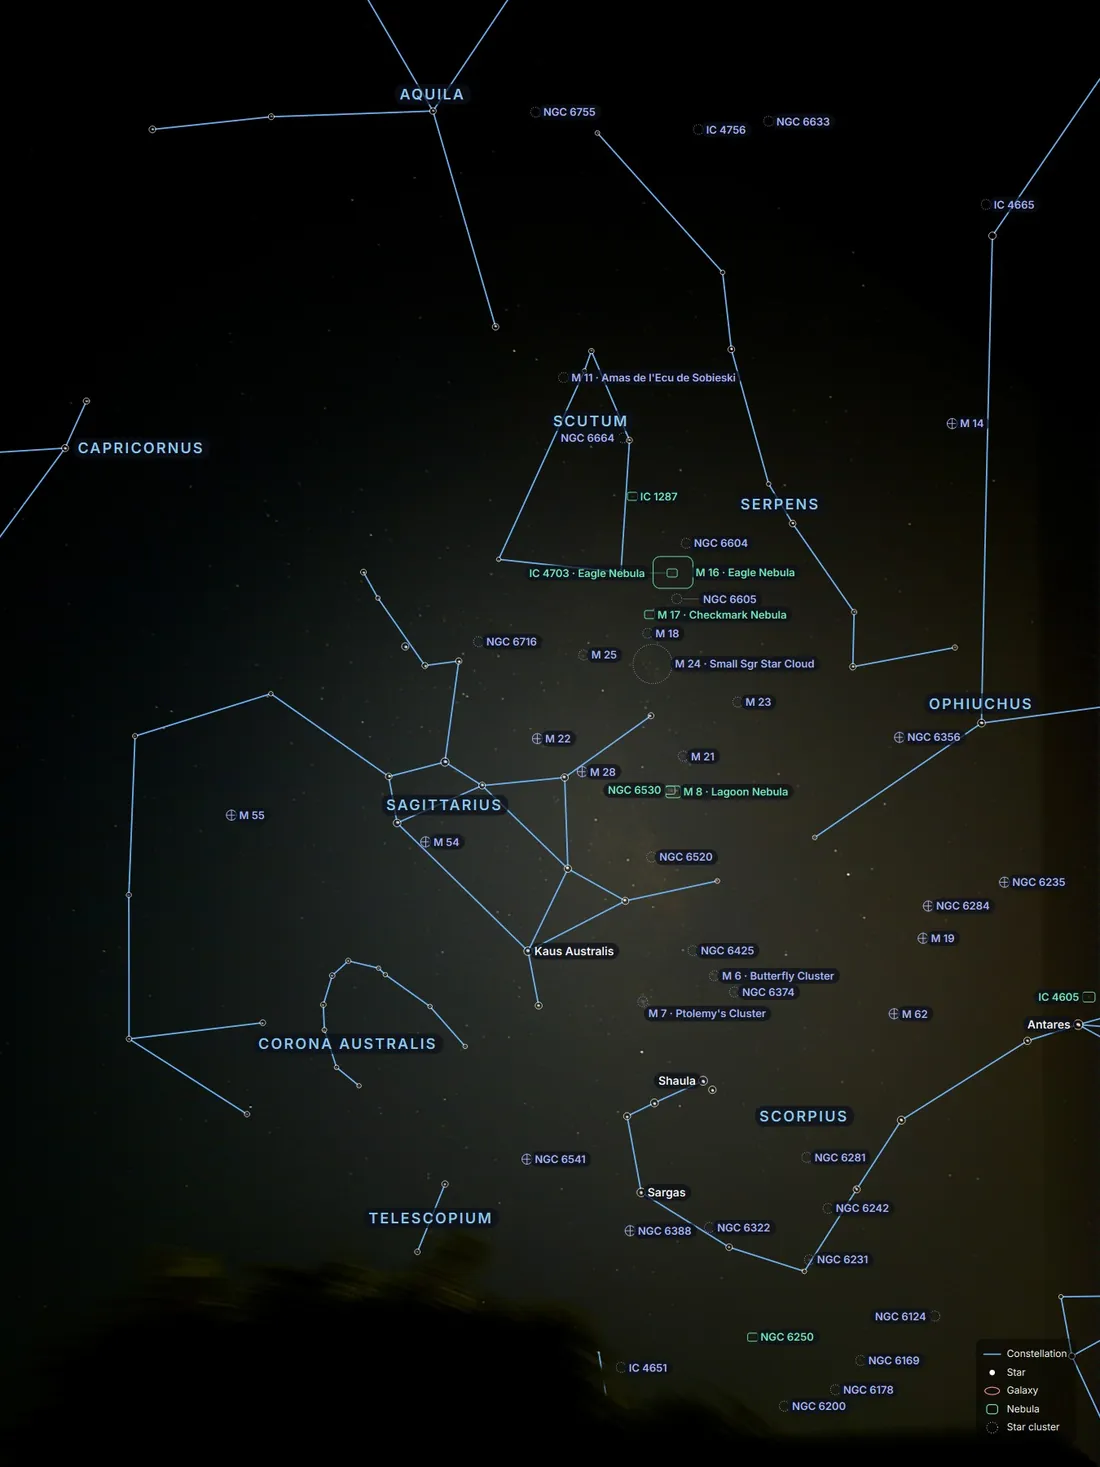 AQUILA
NGC 6755
IC 4756
NGC 6633
IC 4665
M 11 · Amas de l'Ecu de Sobieski
SCUTUM
NGC 6664
M 14
CAPRICORNUS
IC 1287
SERPENS
NGC 6604
IC 4703 · Eagle Nebula
M 16 · Eagle Nebula
NGC 6605
M 17 · Checkmark Nebula
M 18
NGC 6716
M 25
M 24 · Small Sgr Star Cloud
M 23
OPHIUCHUS
M 22
NGC 6356
M 21
M 28
NGC 6530
M 8 · Lagoon Nebula
SAGITTARIUS
M 55
M 54
NGC 6520
NGC 6235
NGC 6284
M 19
Kaus Australis
NGC 6425
M 6 · Butterfly Cluster
NGC 6374
IC 4605
M 7 · Ptolemy's Cluster
M 62
Antares
CORONA AUSTRALIS
Shaula
SCORPIUS
NGC 6541
NGC 6281
Sargas
NGC 6242
TELESCOPIUM
NGC 6388
NGC 6322
NGC 6231
NGC 6124
NGC 6250
IC 4651
NGC 6169
NGC 6178
NGC 6200
Constellation
Star
Galaxy
Nebula
Star cluster